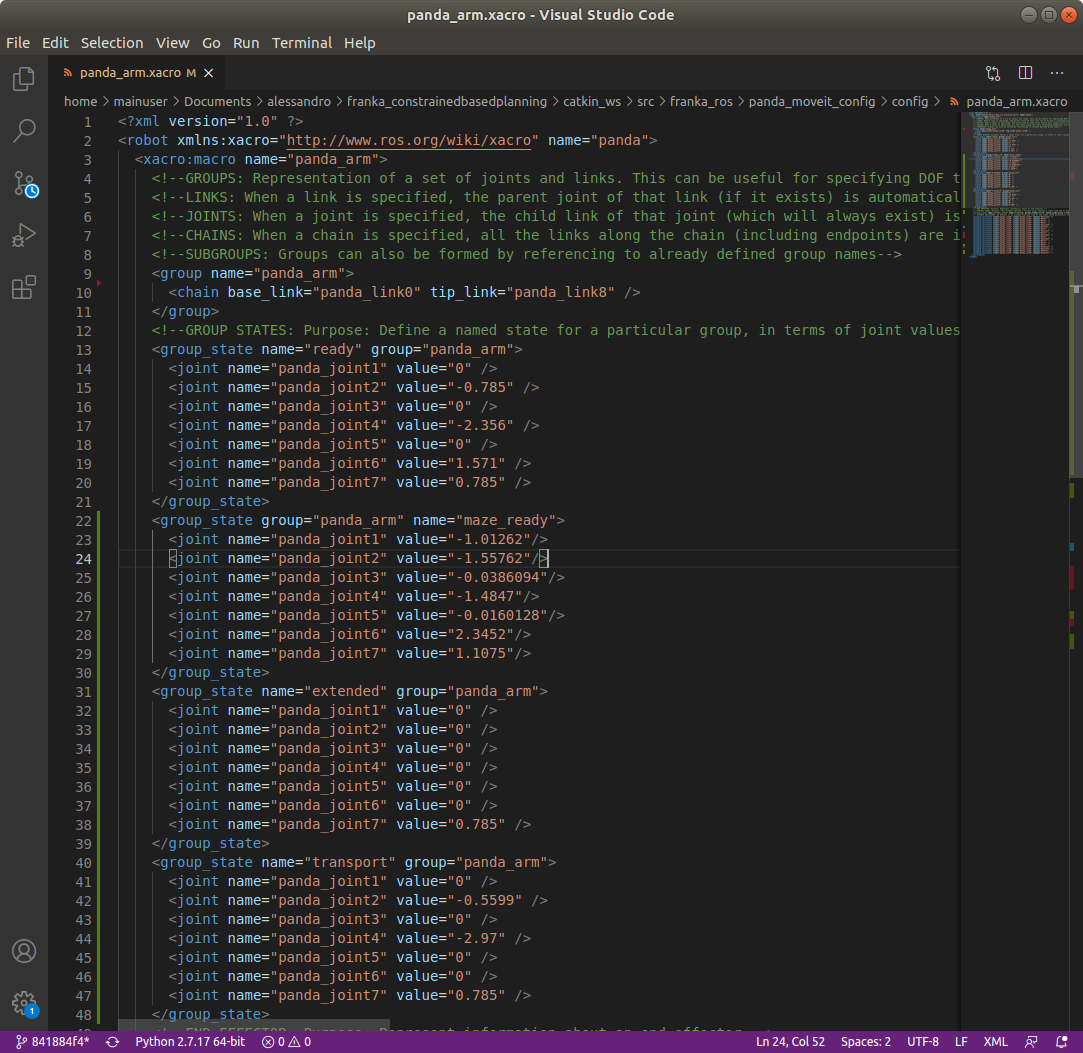 panda_arm.xacro - Visual Studio Code
File Edit Selection View Go Run Terminal Help
panda_arm.xacro M
home > mainuser > Documents > alessandro > franka_constrainedbasedplanning > catkin_ws > src > franka_ros > panda_moveit_config > config > panda_arm.xacro
1 <?xml version="1.0" ?>
2 <robot xmlns:xacro="http://www.ros.org/wiki/xacro" name="panda">
3 <xacro:macro name="panda_arm">
4 <!--GROUPS: Representation of a set of joints and links. This can be useful for specifying DOF t
5 <!--LINKS: When a link is specified, the parent joint of that link (if it exists) is automatical
6 <!--JOINTS: When a joint is specified, the child link of that joint (which will always exist) is
7 <!--CHAINS: When a chain is specified, all the links along the chain (including endpoints) are i
8 <!--SUBGROUPS: Groups can also be formed by referencing to already defined group names-->
9 <group name="panda_arm">
10 <chain base_link="panda_link0" tip_link="panda_link8" />
11 </group>
12 <!--GROUP STATES: Purpose: Define a named state for a particular group, in terms of joint values
13 <group_state name="ready" group="panda_arm">
14 <joint name="panda_joint1" value="0" />
15 <joint name="panda_joint2" value="-0.785" />
16 <joint name="panda_joint3" value="0" />
17 <joint name="panda_joint4" value="-2.356" />
18 <joint name="panda_joint5" value="0" />
19 <joint name="panda_joint6" value="1.571" />
20 <joint name="panda_joint7" value="0.785" />
21 </group_state>
22 <group_state group="panda_arm" name="maze_ready">
23 <joint name="panda_joint1" value="-1.01262"/>
24 <joint name="panda_joint2" value="-1.55762"/>
25 <joint name="panda_joint3" value="-0.0386094"/>
26 <joint name="panda_joint4" value="-1.4847"/>
27 <joint name="panda_joint5" value="-0.0160128"/>
28 <joint name="panda_joint6" value="2.3452"/>
29 <joint name="panda_joint7" value="1.1075"/>
30 </group_state>
31 <group_state name="extended" group="panda_arm">
32 <joint name="panda_joint1" value="0" />
33 <joint name="panda_joint2" value="0" />
34 <joint name="panda_joint3" value="0" />
35 <joint name="panda_joint4" value="0" />
36 <joint name="panda_joint5" value="0" />
37 <joint name="panda_joint6" value="0" />
38 <joint name="panda_joint7" value="0.785" />
39 </group_state>
40 <group_state name="transport" group="panda_arm">
41 <joint name="panda_joint1" value="0" />
42 <joint name="panda_joint2" value="-0.5599" />
43 <joint name="panda_joint3" value="0" />
44 <joint name="panda_joint4" value="-2.97" />
45 <joint name="panda_joint5" value="0" />
46 <joint name="panda_joint6" value="0" />
47 <joint name="panda_joint7" value="0.785" />
48 </group_state>
1
841884f4* Python 2.7.17 64-bit 0 0 Ln 24, Col 52 Spaces: 2 UTF-8 LF XML